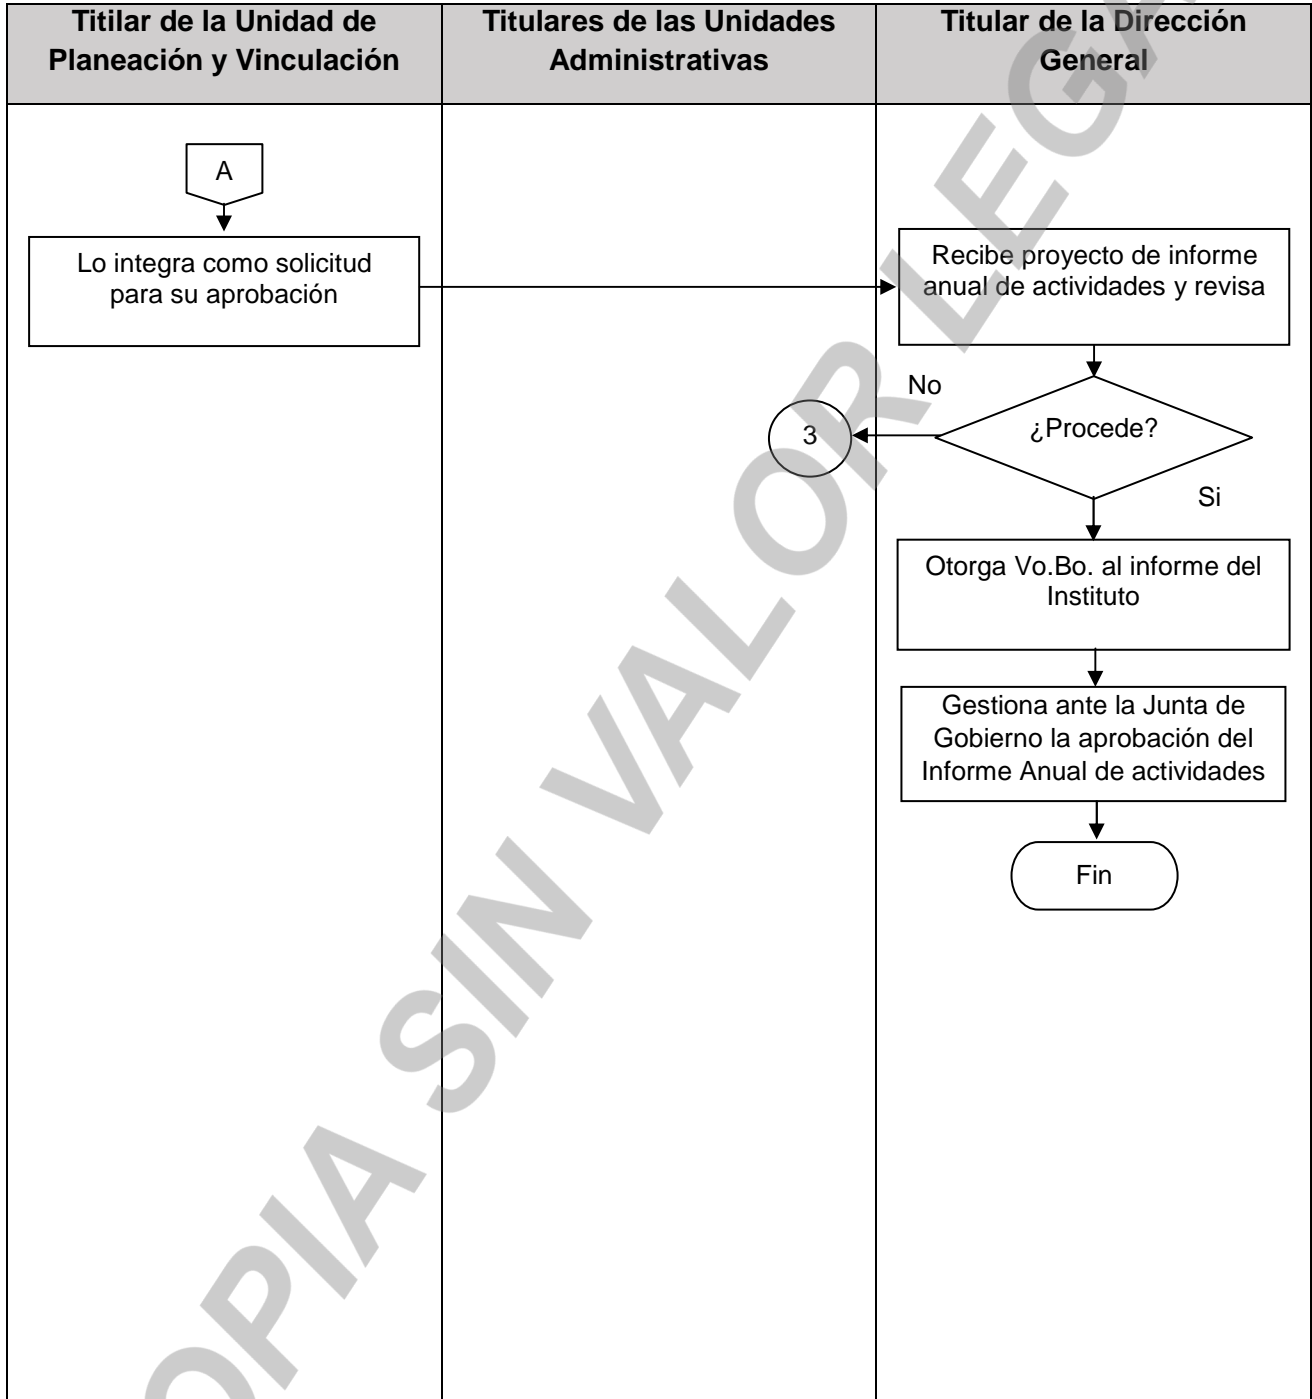 Titilar de la Unidad de
Planeación y Vinculación
Titulares de las Unidades
Administrativas
Titular de la Dirección
General
A
Lo integra como solicitud
para su aprobación
Recibe proyecto de informe
anual de actividades y revisa
¿Procede?
No
3
Si
Otorga Vo.Bo. al informe del
Instituto
Gestiona ante la Junta de
Gobierno la aprobación del
Informe Anual de actividades
Fin
OPIA SIN VALOR LEGA